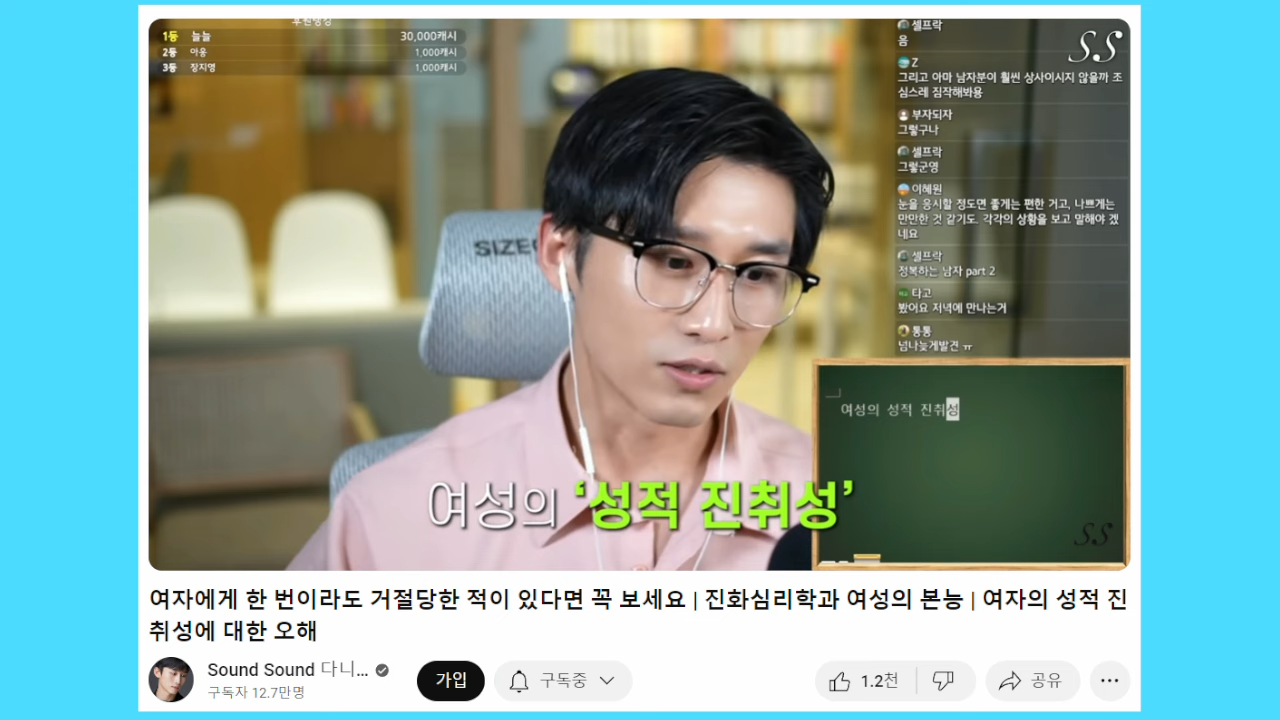 후원랭킹
1등 늘늘 30,000캐시
2등 아웅 1,000캐시
3등 장지영 1,000캐시
셀프락
음
Z
그리고 아마 남자분이 훨씬 상사이시지 않을까 조
심스레 짐작해봐용
부자되자
그렇구나
셀프락
그렇군영
이혜원
눈을 응시할 정도면 좋게는 편한 거고, 나쁘게는
만만한 것 같기도. 각각의 상황을 보고 말해야 겠
네요
셀프락
정복하는 남자 part 2
타고
봤어요 저녁에 만나는거
통통
넘나늦게발견 ㅠ
SS
여성의 성적 진취성
SS
여성의 '성적 진취성'
여자에게 한 번이라도 거절당한 적이 있다면 꼭 보세요 | 진화심리학과 여성의 본능 | 여자의 성적 진
취성에 대한 오해
Sound Sound 다니...
구독자 12.7만명
가입
구독중
1.2천
공유